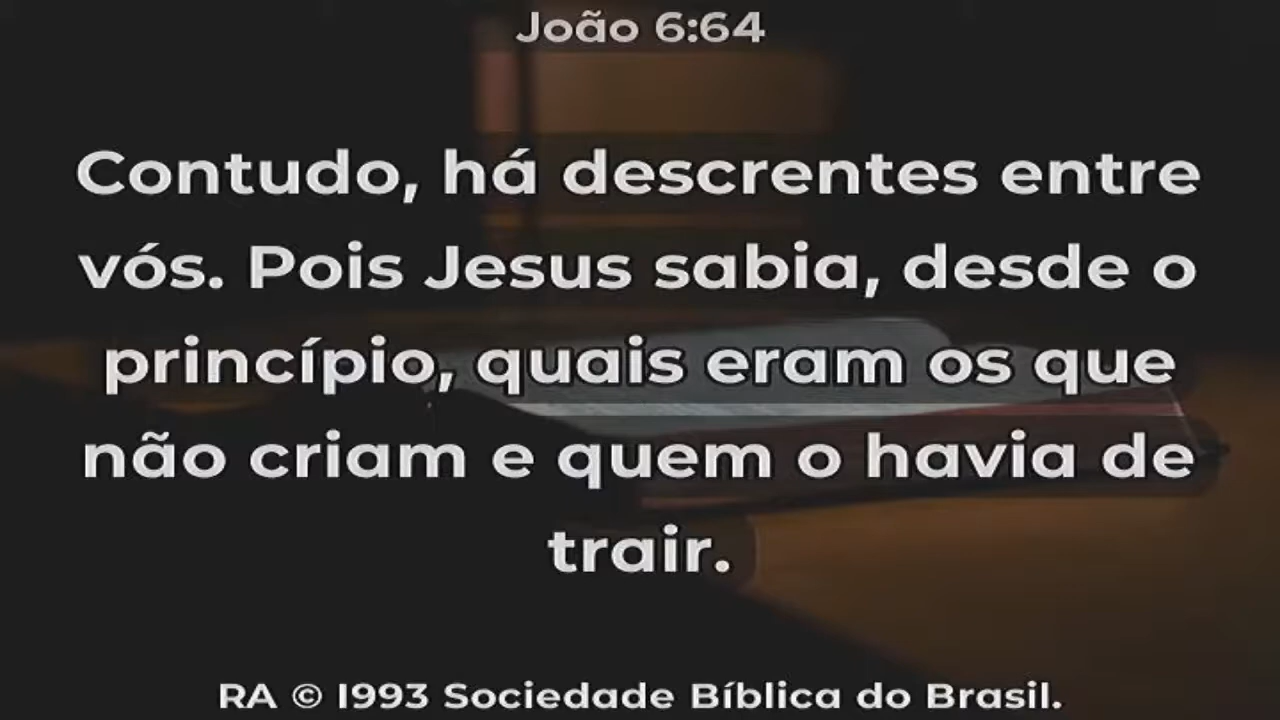 João 6:64
Contudo, há descrentes entre
vós. Pois Jesus sabia, desde o
princípio, quais eram os que
não criam e quem o havia de
trair.
RA © 1993 Sociedade Bíblica do Brasil.